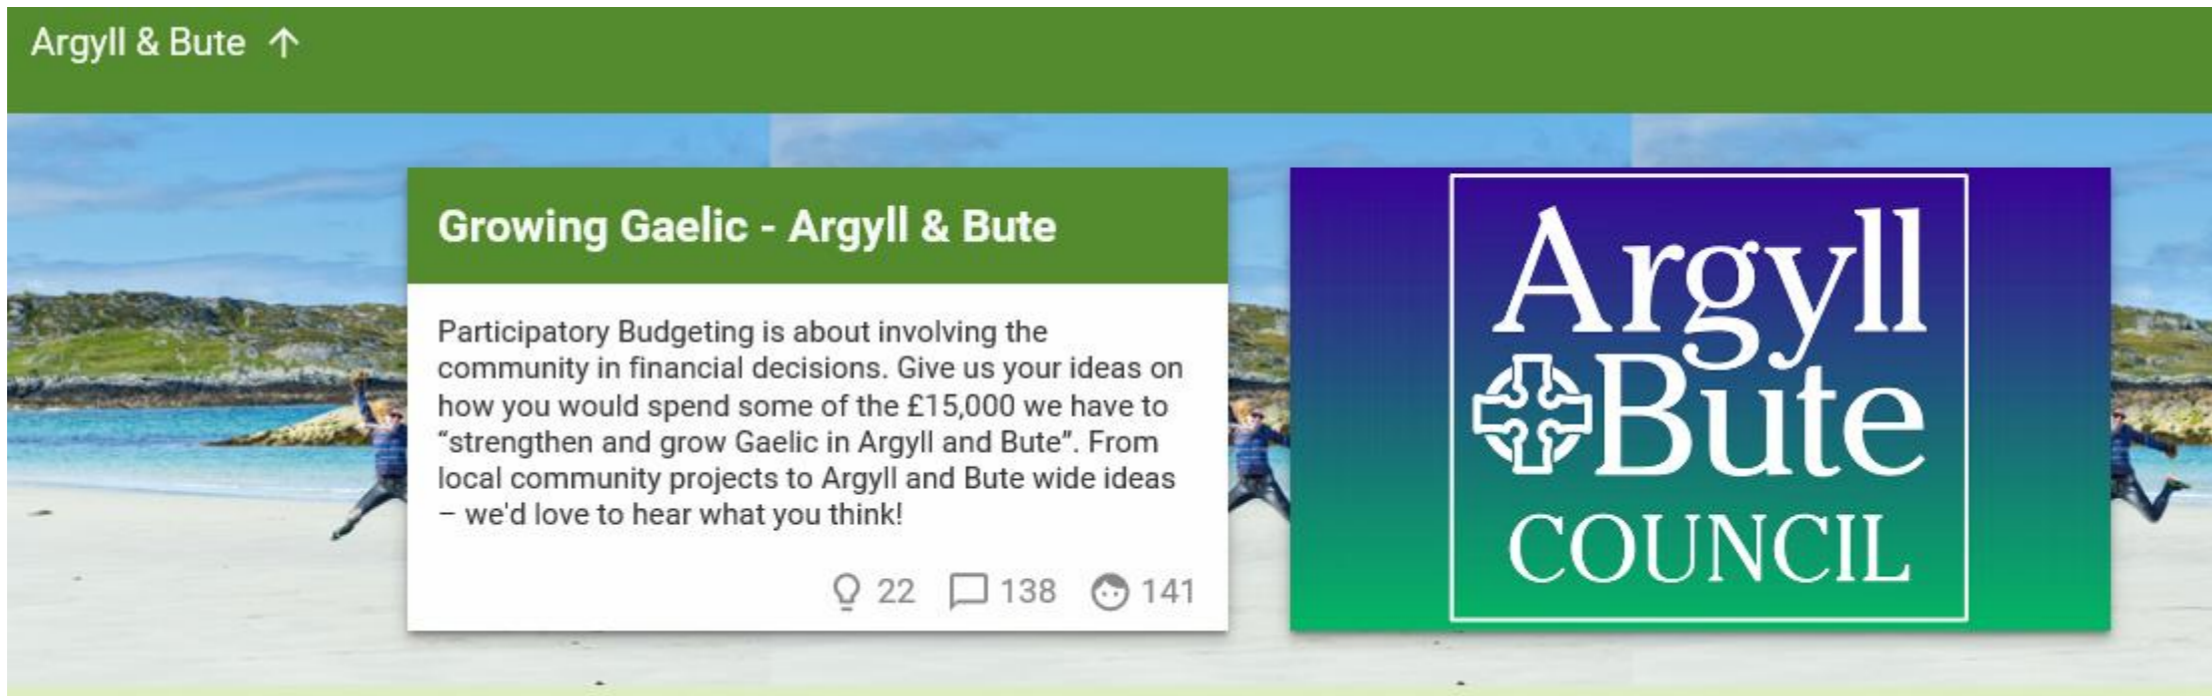 Argyll & Bute ↑
Growing Gaelic - Argyll & Bute
Participatory Budgeting is about involving the
community in financial decisions. Give us your ideas on
how you would spend some of the £15,000 we have to
“strengthen and grow Gaelic in Argyll and Bute”. From
local community projects to Argyll and Bute wide ideas
– we'd love to hear what you think!
22 138 141
Argyll
Bute
COUNCIL